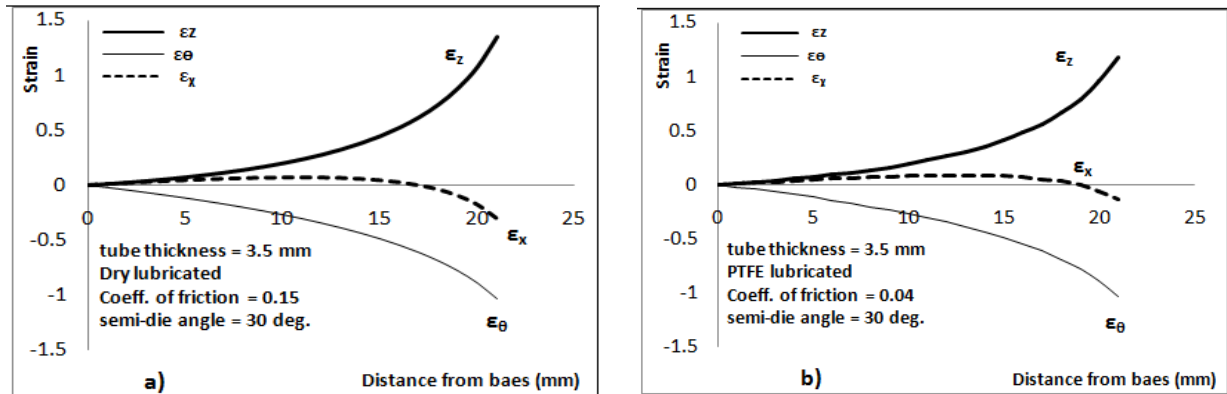 1.5
1
0.5
0
-0.5
-1
-1.5
Strain
εz
εθ
εx
εz
εx
εθ
0 5 10 15 20 25
tube thickness = 3.5 mm
Dry lubricated
Coeff. of friction = 0.15
semi-die angle = 30 deg.
a)
Distance from baes (mm)
1.5
1
0.5
0
-0.5
-1
-1.5
Strain
εz
εθ
εx
εz
εx
εθ
0 5 10 15 20 25
tube thickness = 3.5 mm
PTFE lubricated
Coeff. of friction = 0.04
semi-die angle = 30 deg.
b)
Distance from baes (mm)